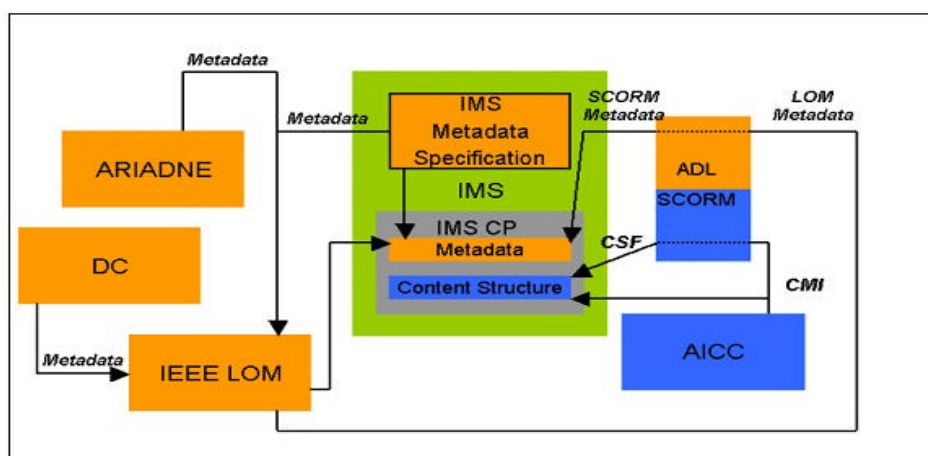 Metadata
ARIADNE
Metadata
IMS
Metadada
Specification
IMS
SCORM
Metadata
LOM
Metadata
ADL
SCORM
IMS CP
Metadata
Content Structure
CSF
CMI
AICC
DC
Metadata
IEEE LOM